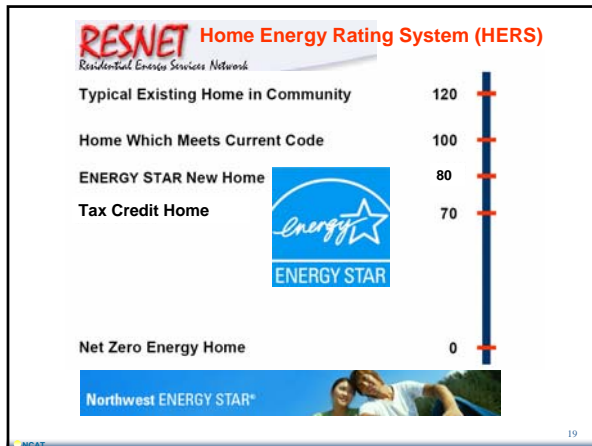 RESNET Home Energy Rating System (HERS)
Residential Energy Services Network
Typical Existing Home in Community 120
Home Which Meets Current Code 100
ENERGY STAR New Home 80
Tax Credit Home 70
energy
ENERGY STAR
Net Zero Energy Home 0
Northwest ENERGY STAR®
19
NCAT